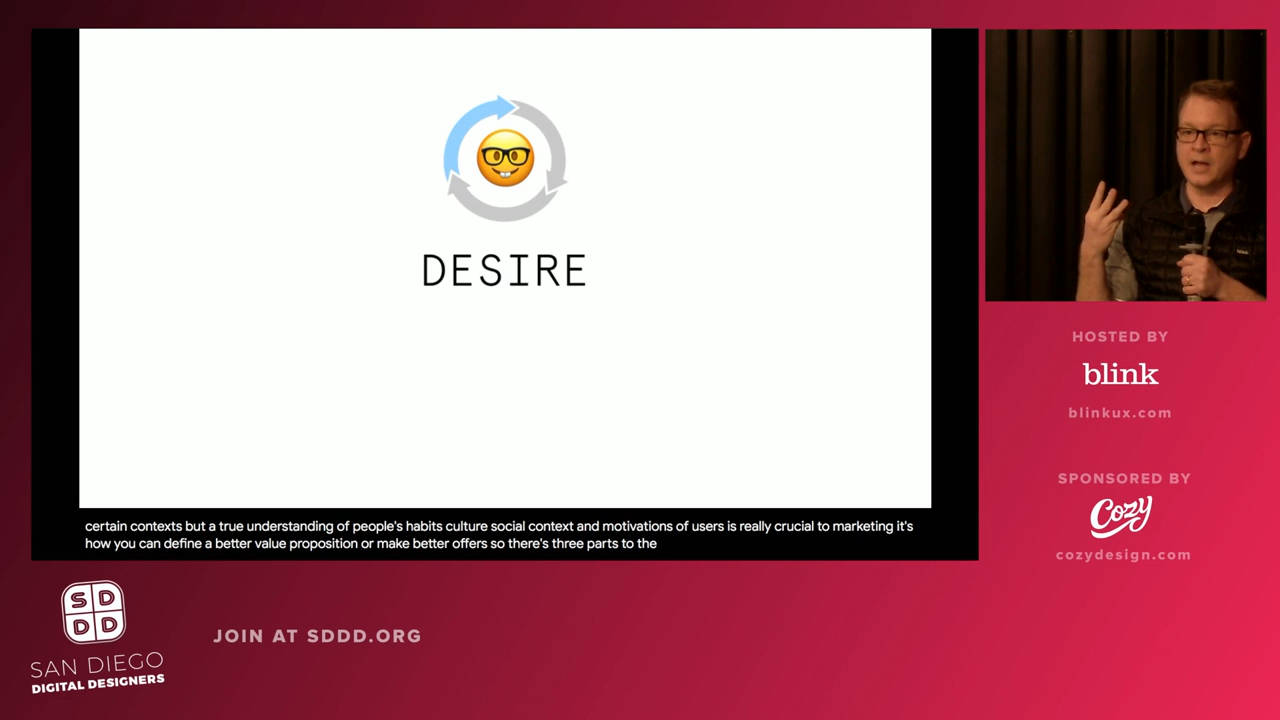 DESIRE
certain contexts but a true understanding of people's habits culture social context and motivations of users is really crucial to marketing it's
how you can define a better value proposition or make better offers so there's three parts to the
HOSTED BY
blink
blinkux.com
SPONSORED BY
Cozy
cozydesign.com
SD
DD
SAN DIEGO
DIGITAL DESIGNERS
JOIN AT SDDD.ORG